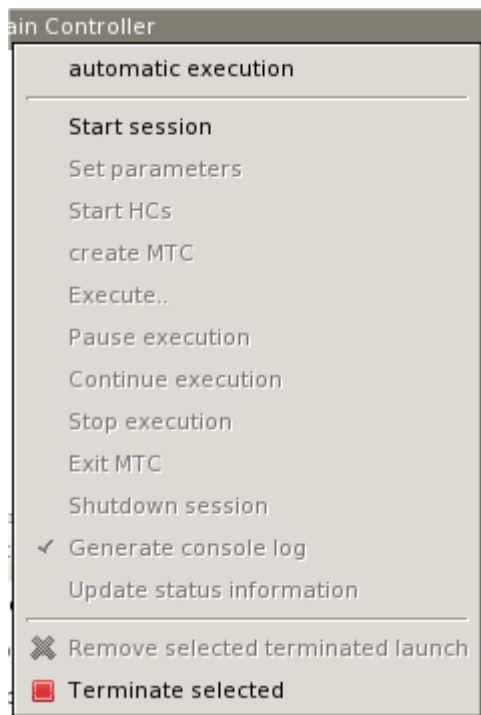 ain Controller
automatic execution
Start session
Set parameters
Start HCs
create MTC
Execute..
Pause execution
Continue execution
Stop execution
Exit MTC
Shutdown session
Generate console log
Update status information
Remove selected terminated launch
Terminate selected